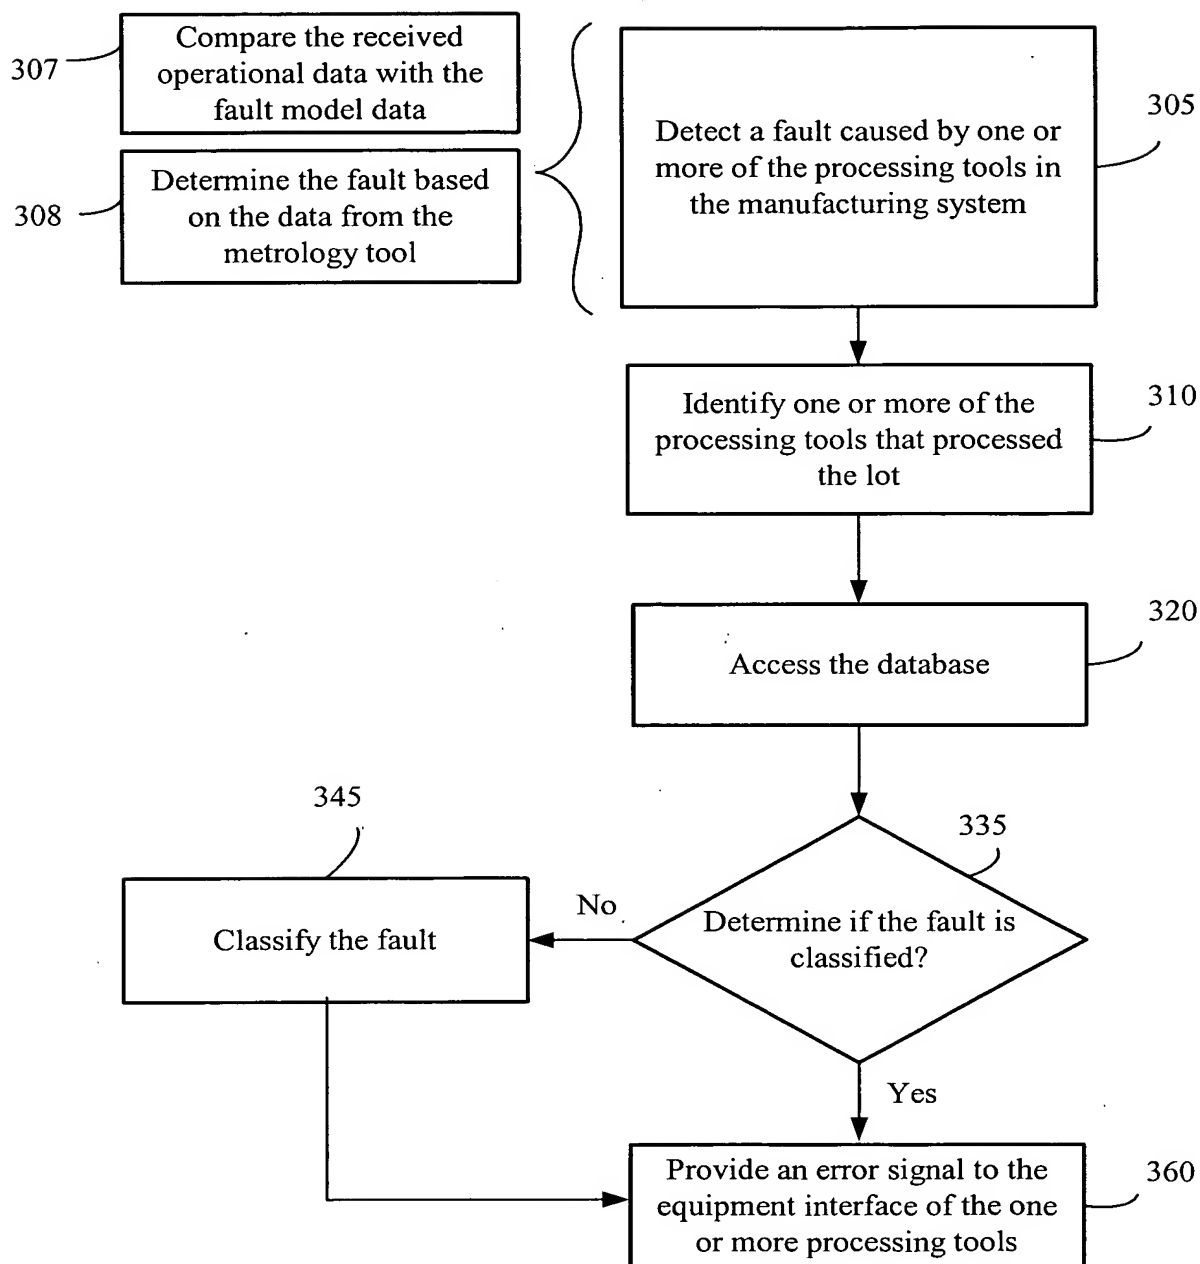 307
Compare the received
operational data with the
fault model data
308
Determine the fault based
on the data from the
metrology tool
Detect a fault caused by one or
more of the processing tools in
the manufacturing system
305
Identify one or more of the
processing tools that processed
the lot
310
Access the database
320
335
Determine if the fault is
classified?
No
345
Classify the fault
Yes
Provide an error signal to the
equipment interface of the one
or more processing tools
360